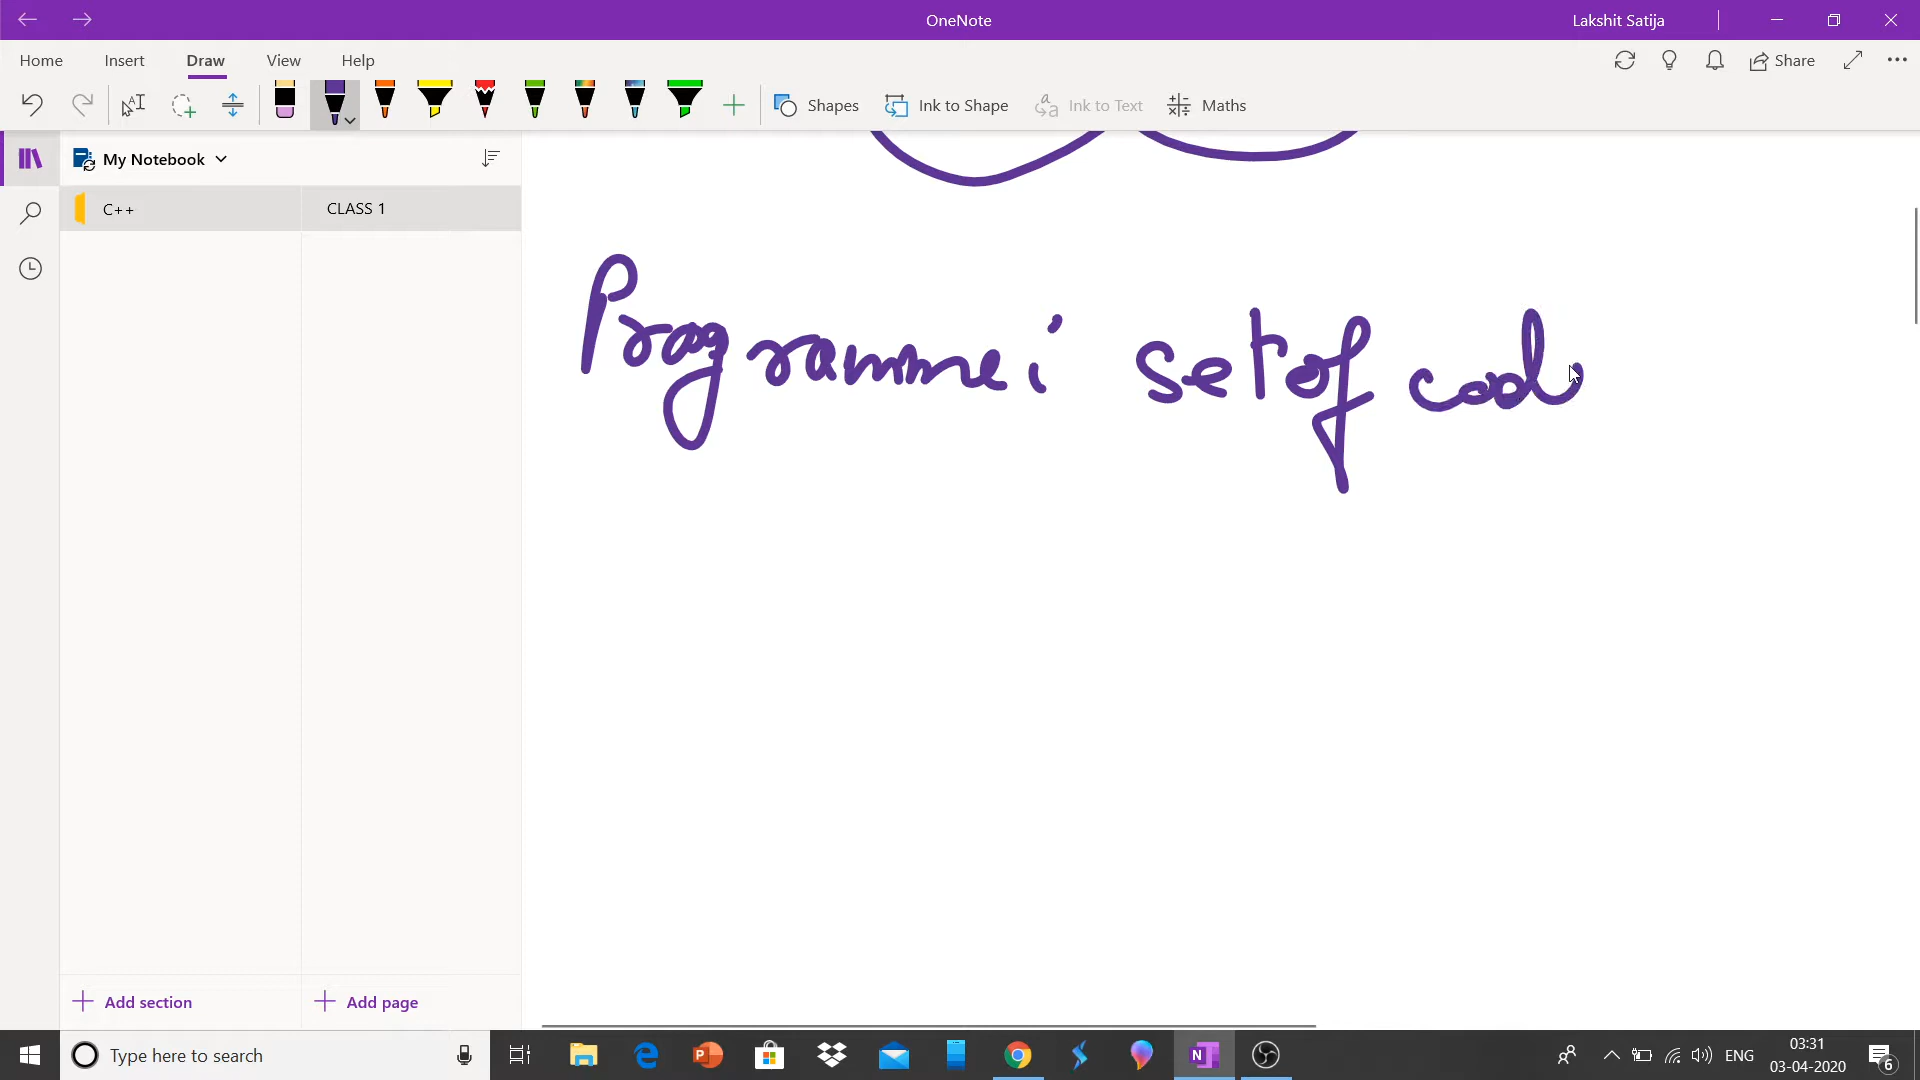 OneNote
Lakshit Satija
Home Insert Draw View Help
Share
Shapes Ink to Shape Ink to Text Maths
My Notebook
C++ CLASS 1
Programme: set of cod
Add section Add page
Type here to search
ENG
03:31
03-04-2020
6